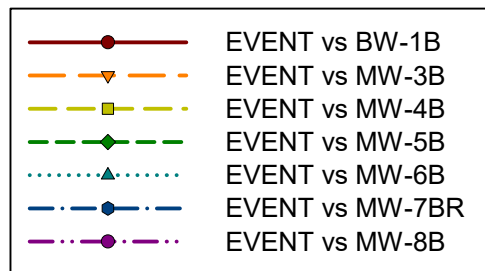 EVENT vs BW-1B
EVENT vs MW-3B
EVENT vs MW-4B
EVENT vs MW-5B
EVENT vs MW-6B
EVENT vs MW-7BR
EVENT vs MW-8B